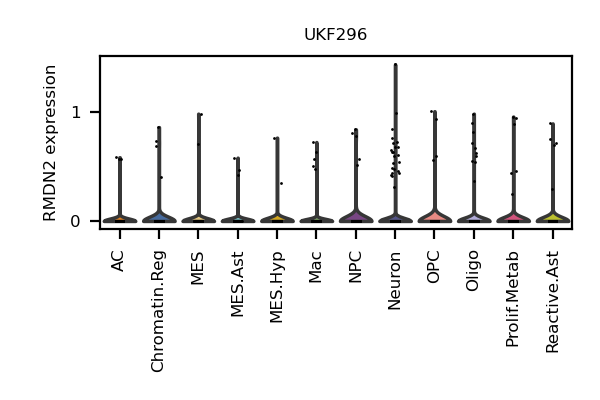 UKF296
RMDN2 expression
1
0
AC
Chromatin.Reg
MES
MES.Ast
MES.Hyp
Mac
NPC
Neuron
OPC
Oligo
Prolif.Metab
Reactive.Ast